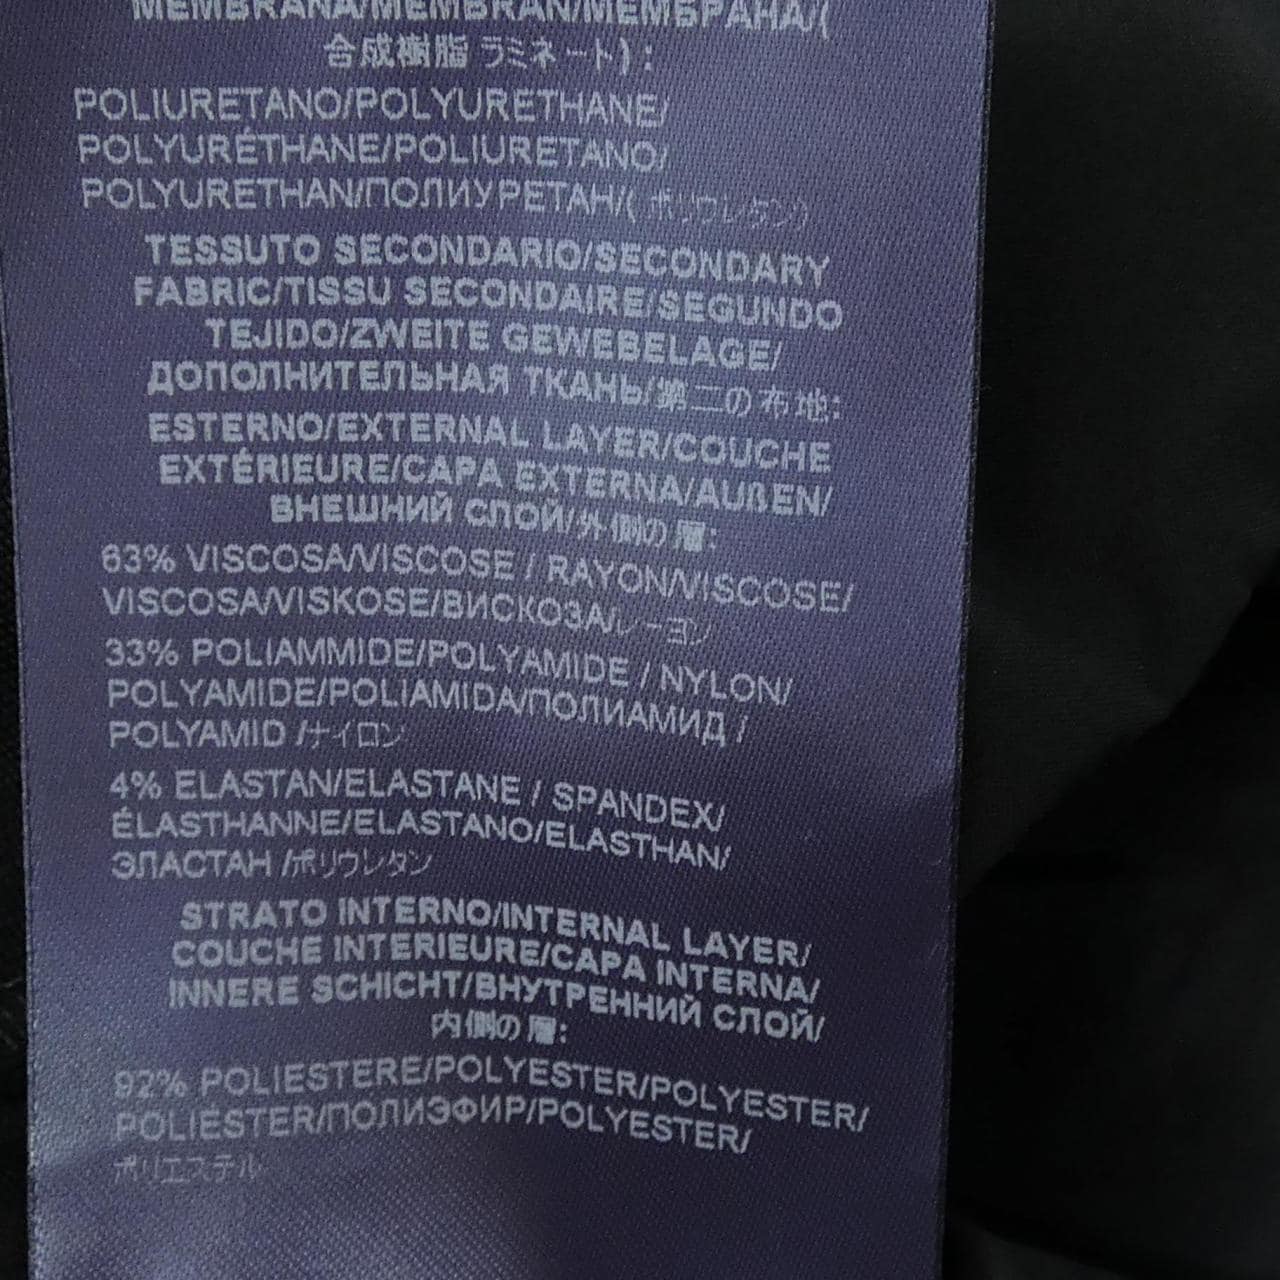 MEMBRANA/MEMBRAN/МЕМБРАНА/(
合成樹脂 ラミネート):
POLIURETANO/POLYURETHANE/
POLYURÉTHANE/POLIURETANO/
POLYURETHAN/ПОЛИУРЕТАН/( ポリウレタン)
TESSUTO SECONDARIO/SECONDARY
FABRIC/TISSU SECONDAIRE/SEGUNDO
TEJIDO/ZWEITE GEWEBELAGE/
ДОПОЛНИТЕЛЬНАЯ ТКАНЬ/第二の布地:
ESTERNO/EXTERNAL LAYER/COUCHE
EXTÉRIEURE/CAPA EXTERNA/AUßEN/
ВНЕШНИЙ СЛОЙ/外側の層:
63% VISCOSA/VISCOSE / RAYON/VISCOSE/
VISCOSA/VISKOSE/ВИСКОЗА/レーヨン
33% POLIAMMIDE/POLYAMIDE / NYLON/
POLYAMIDE/POLIAMIDA/ПОЛИАМИД /
POLYAMID /ナイロン
4% ELASTAN/ELASTANE / SPANDEX/
ÉLASTHANNE/ELASTANO/ELASTHAN/
ЭЛАСТАН /ポリウレタン
STRATO INTERNO/INTERNAL LAYER/
COUCHE INTERIEURE/CAPA INTERNA/
INNERE SCHICHT/ВНУТРЕННИЙ СЛОЙ/
内側の層:
92% POLIESTERE/POLYESTER/POLYESTER/
POLIÉSTER/ПОЛИЭФИР/POLYESTER/
ポリエステル